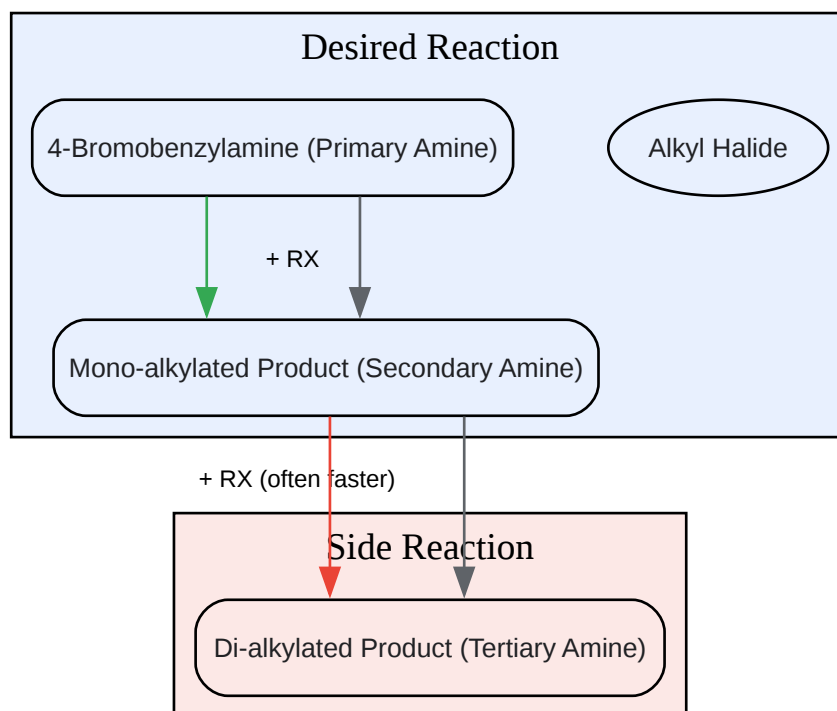 Desired Reaction
4-Bromobenzylamine (Primary Amine)
Alkyl Halide
+ RX
Mono-alkylated Product (Secondary Amine)
+ RX (often faster)
Side Reaction
Di-alkylated Product (Tertiary Amine)